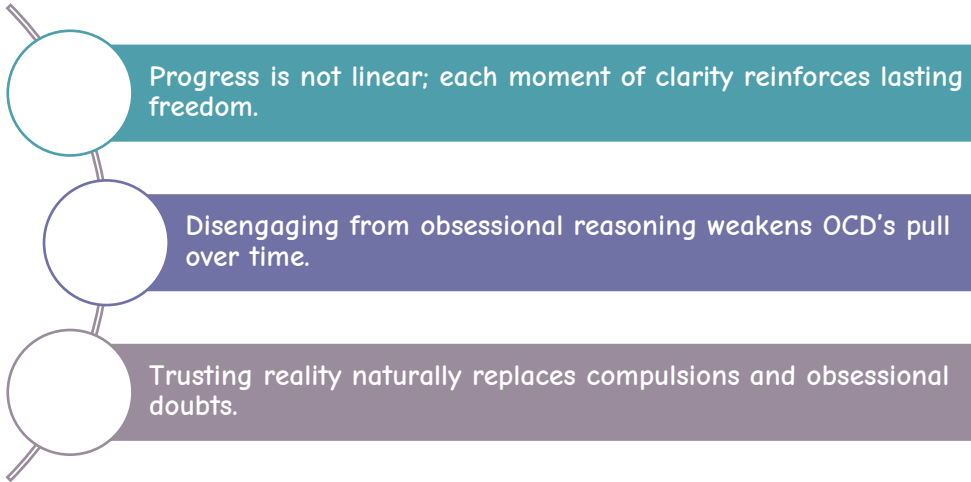 Progress is not linear; each moment of clarity reinforces lasting
freedom.
Disengaging from obsessional reasoning weakens OCD's pull
over time.
Trusting reality naturally replaces compulsions and obsessional
doubts.